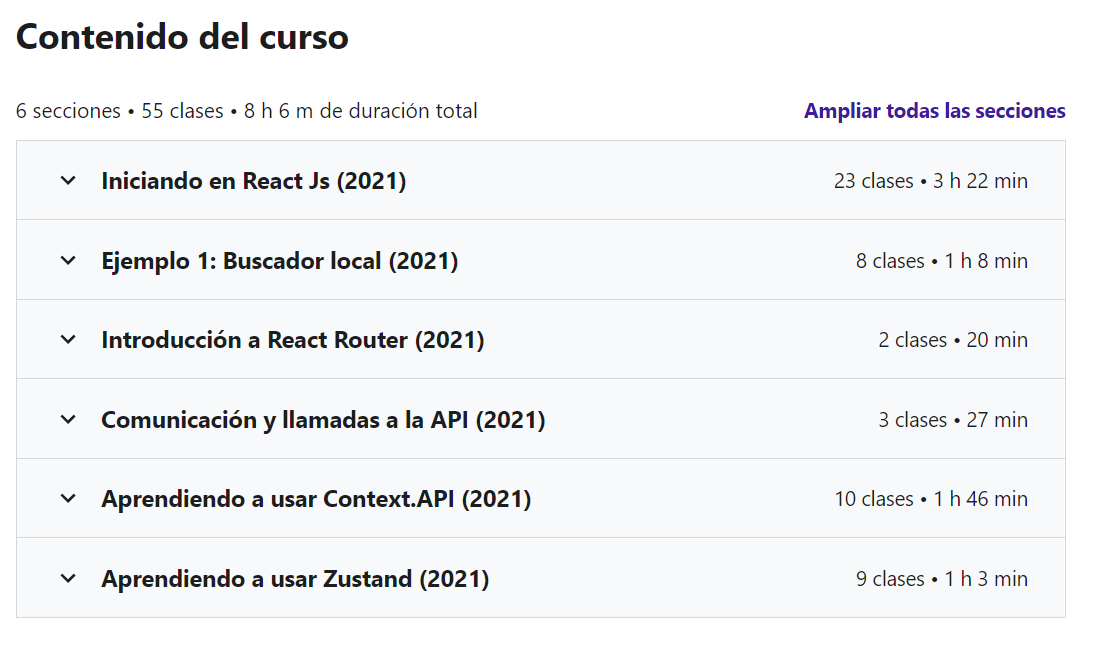 Contenido del curso
6 secciones • 55 clases • 8 h 6 m de duración total Ampliar todas las secciones
Iniciando en React Js (2021) 23 clases • 3 h 22 min
Ejemplo 1: Buscador local (2021) 8 clases • 1 h 8 min
Introducción a React Router (2021) 2 clases • 20 min
Comunicación y llamadas a la API (2021) 3 clases • 27 min
Aprendiendo a usar Context.API (2021) 10 clases • 1 h 46 min
Aprendiendo a usar Zustand (2021) 9 clases • 1 h 3 min